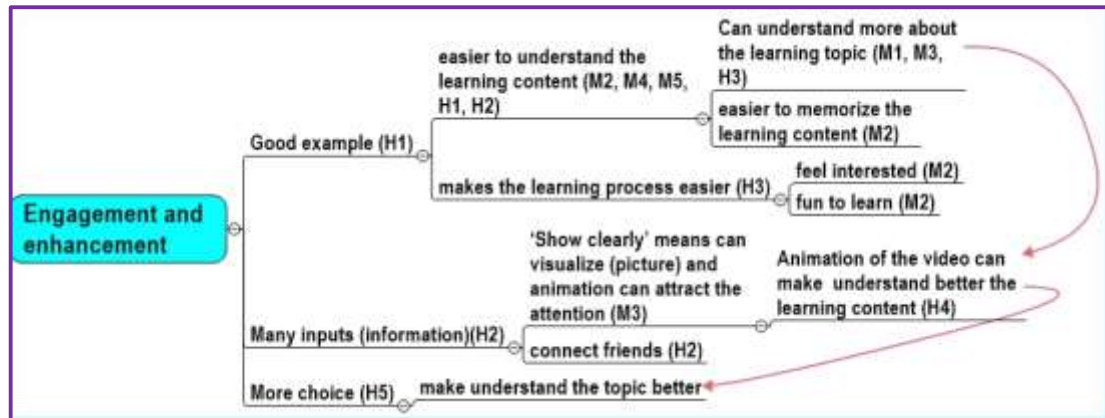 Engagement and
enhancement
Good example (H1)
easier to understand the
learning content (M2, M4, M5,
H1, H2)
Can understand more about
the learning topic (M1, M3,
H3)
easier to memorize the
learning content (M2)
makes the learning process easier (H3)
feel interested (M2)
fun to learn (M2)
Many inputs (information)(H2)
‘Show clearly’ means can
visualize (picture) and
animation can attract the
attention (M3)
Animation of the video can
make understand better the
learning content (H4)
connect friends (H2)
More choice (H5)
make understand the topic better